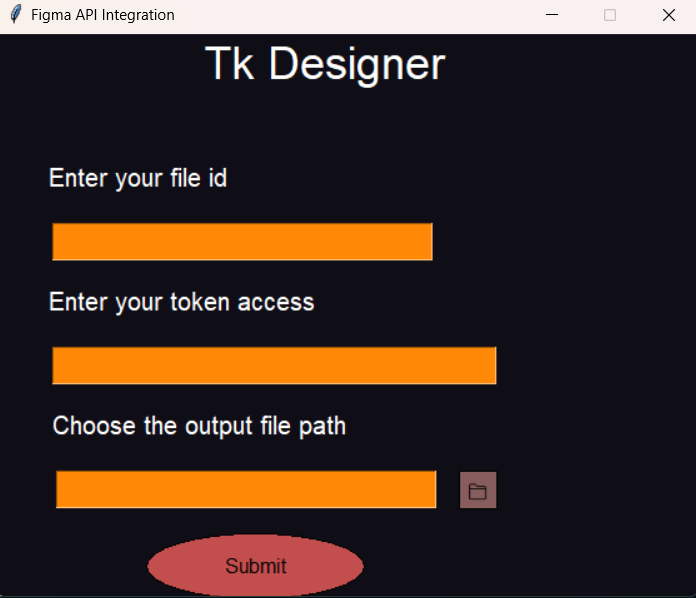 Figma API Integration
Tk Designer
Enter your file id
Enter your token access
Choose the output file path
Submit